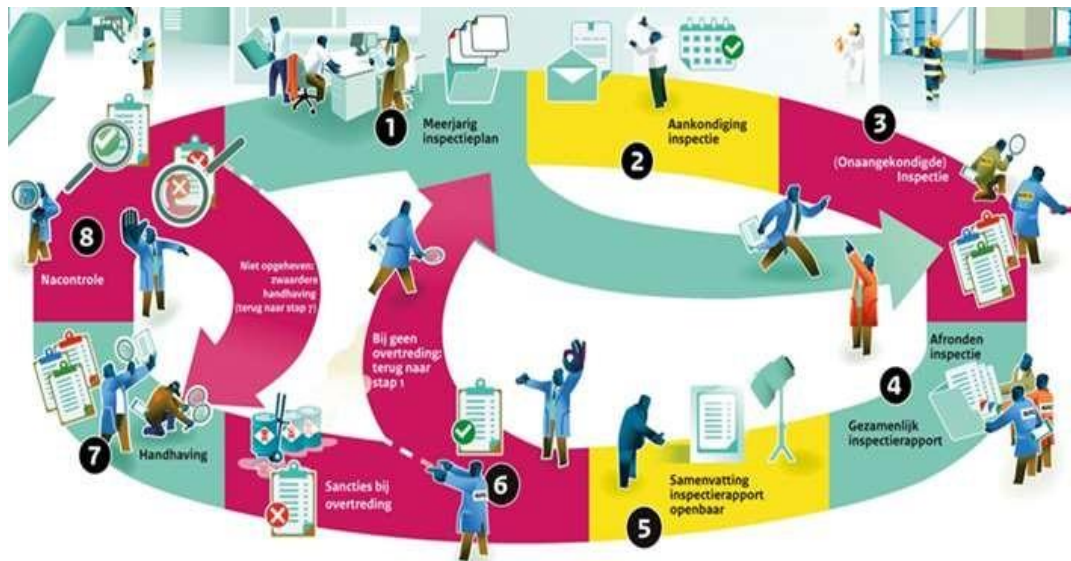 1
Meerjarig
inspectieplan
2
Aankondiging
inspectie
3
(Onaangekondigde)
Inspectie
4
Afronden
inspectie
Gezamenlijk
inspectierapport
5
Samenvatting
inspectierapport
openbaar
6
Bij geen
overtreding:
terug naar
stap 1
Sancties bij
overtreding
7
Handhaving
8
Nacontrole
Niet opgeheven:
zwaardere
handhaving
(terug naar stap 7)